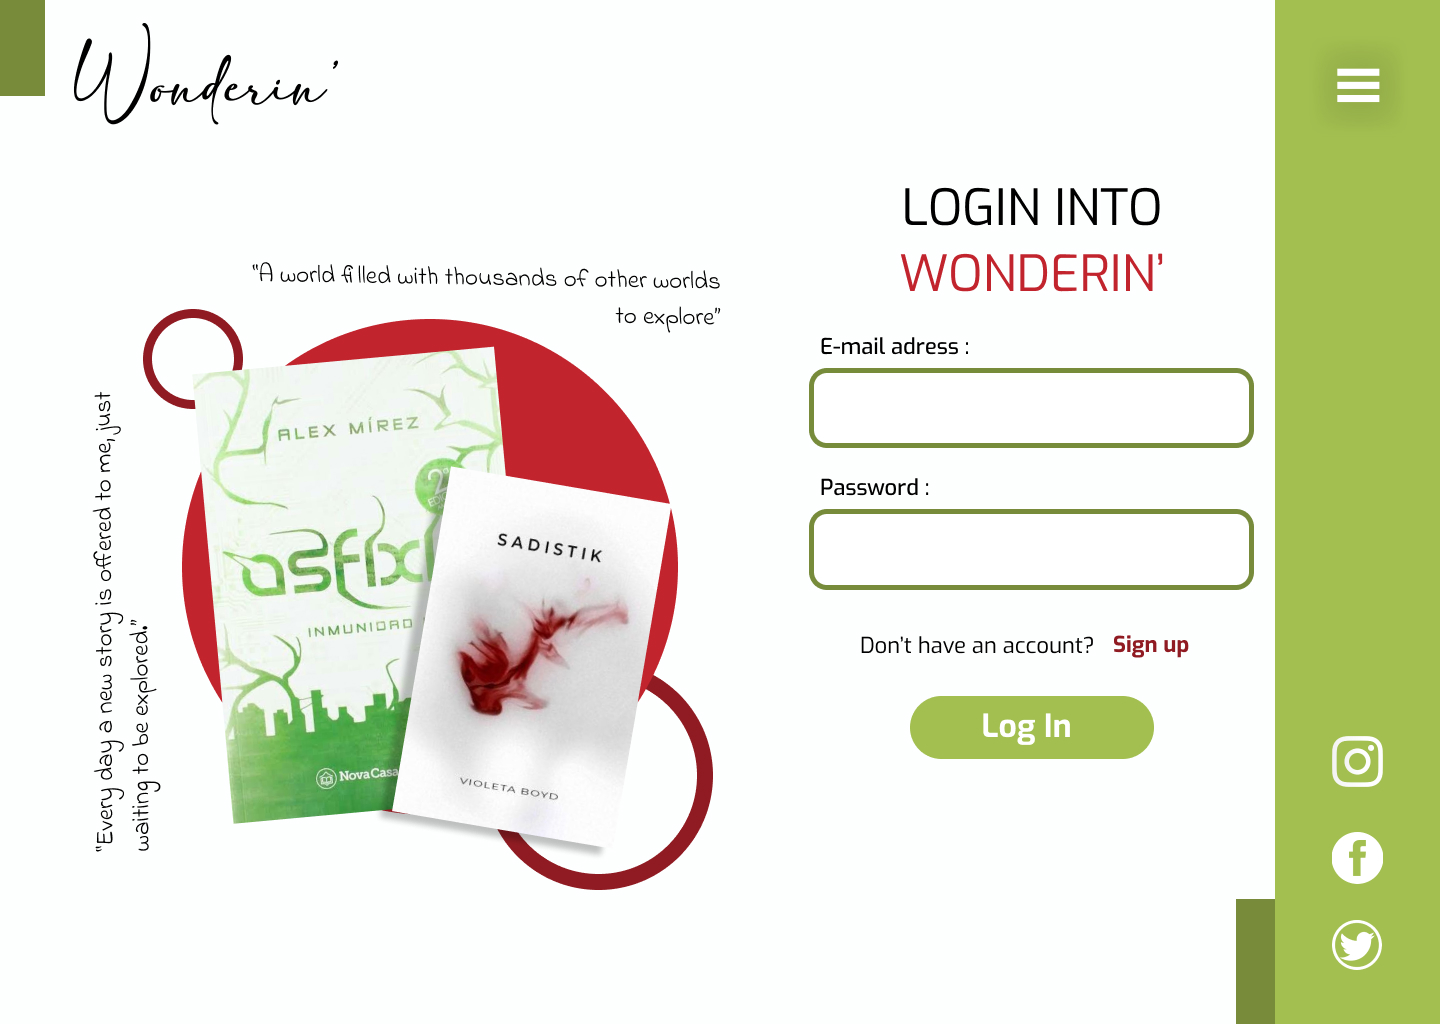 Wonderin’
LOGIN INTO
WONDERIN’
“A world filled with thousands of other worlds
to explore”
“Every day a new story is offered to me, just
waiting to be explored.”
ALEX MÍREZ
2ª
INMUNIDAD
NovaCasa
SADISTIK
VIOLETA BOYD
E-mail adress :
Password :
Don’t have an account? Sign up
Log In